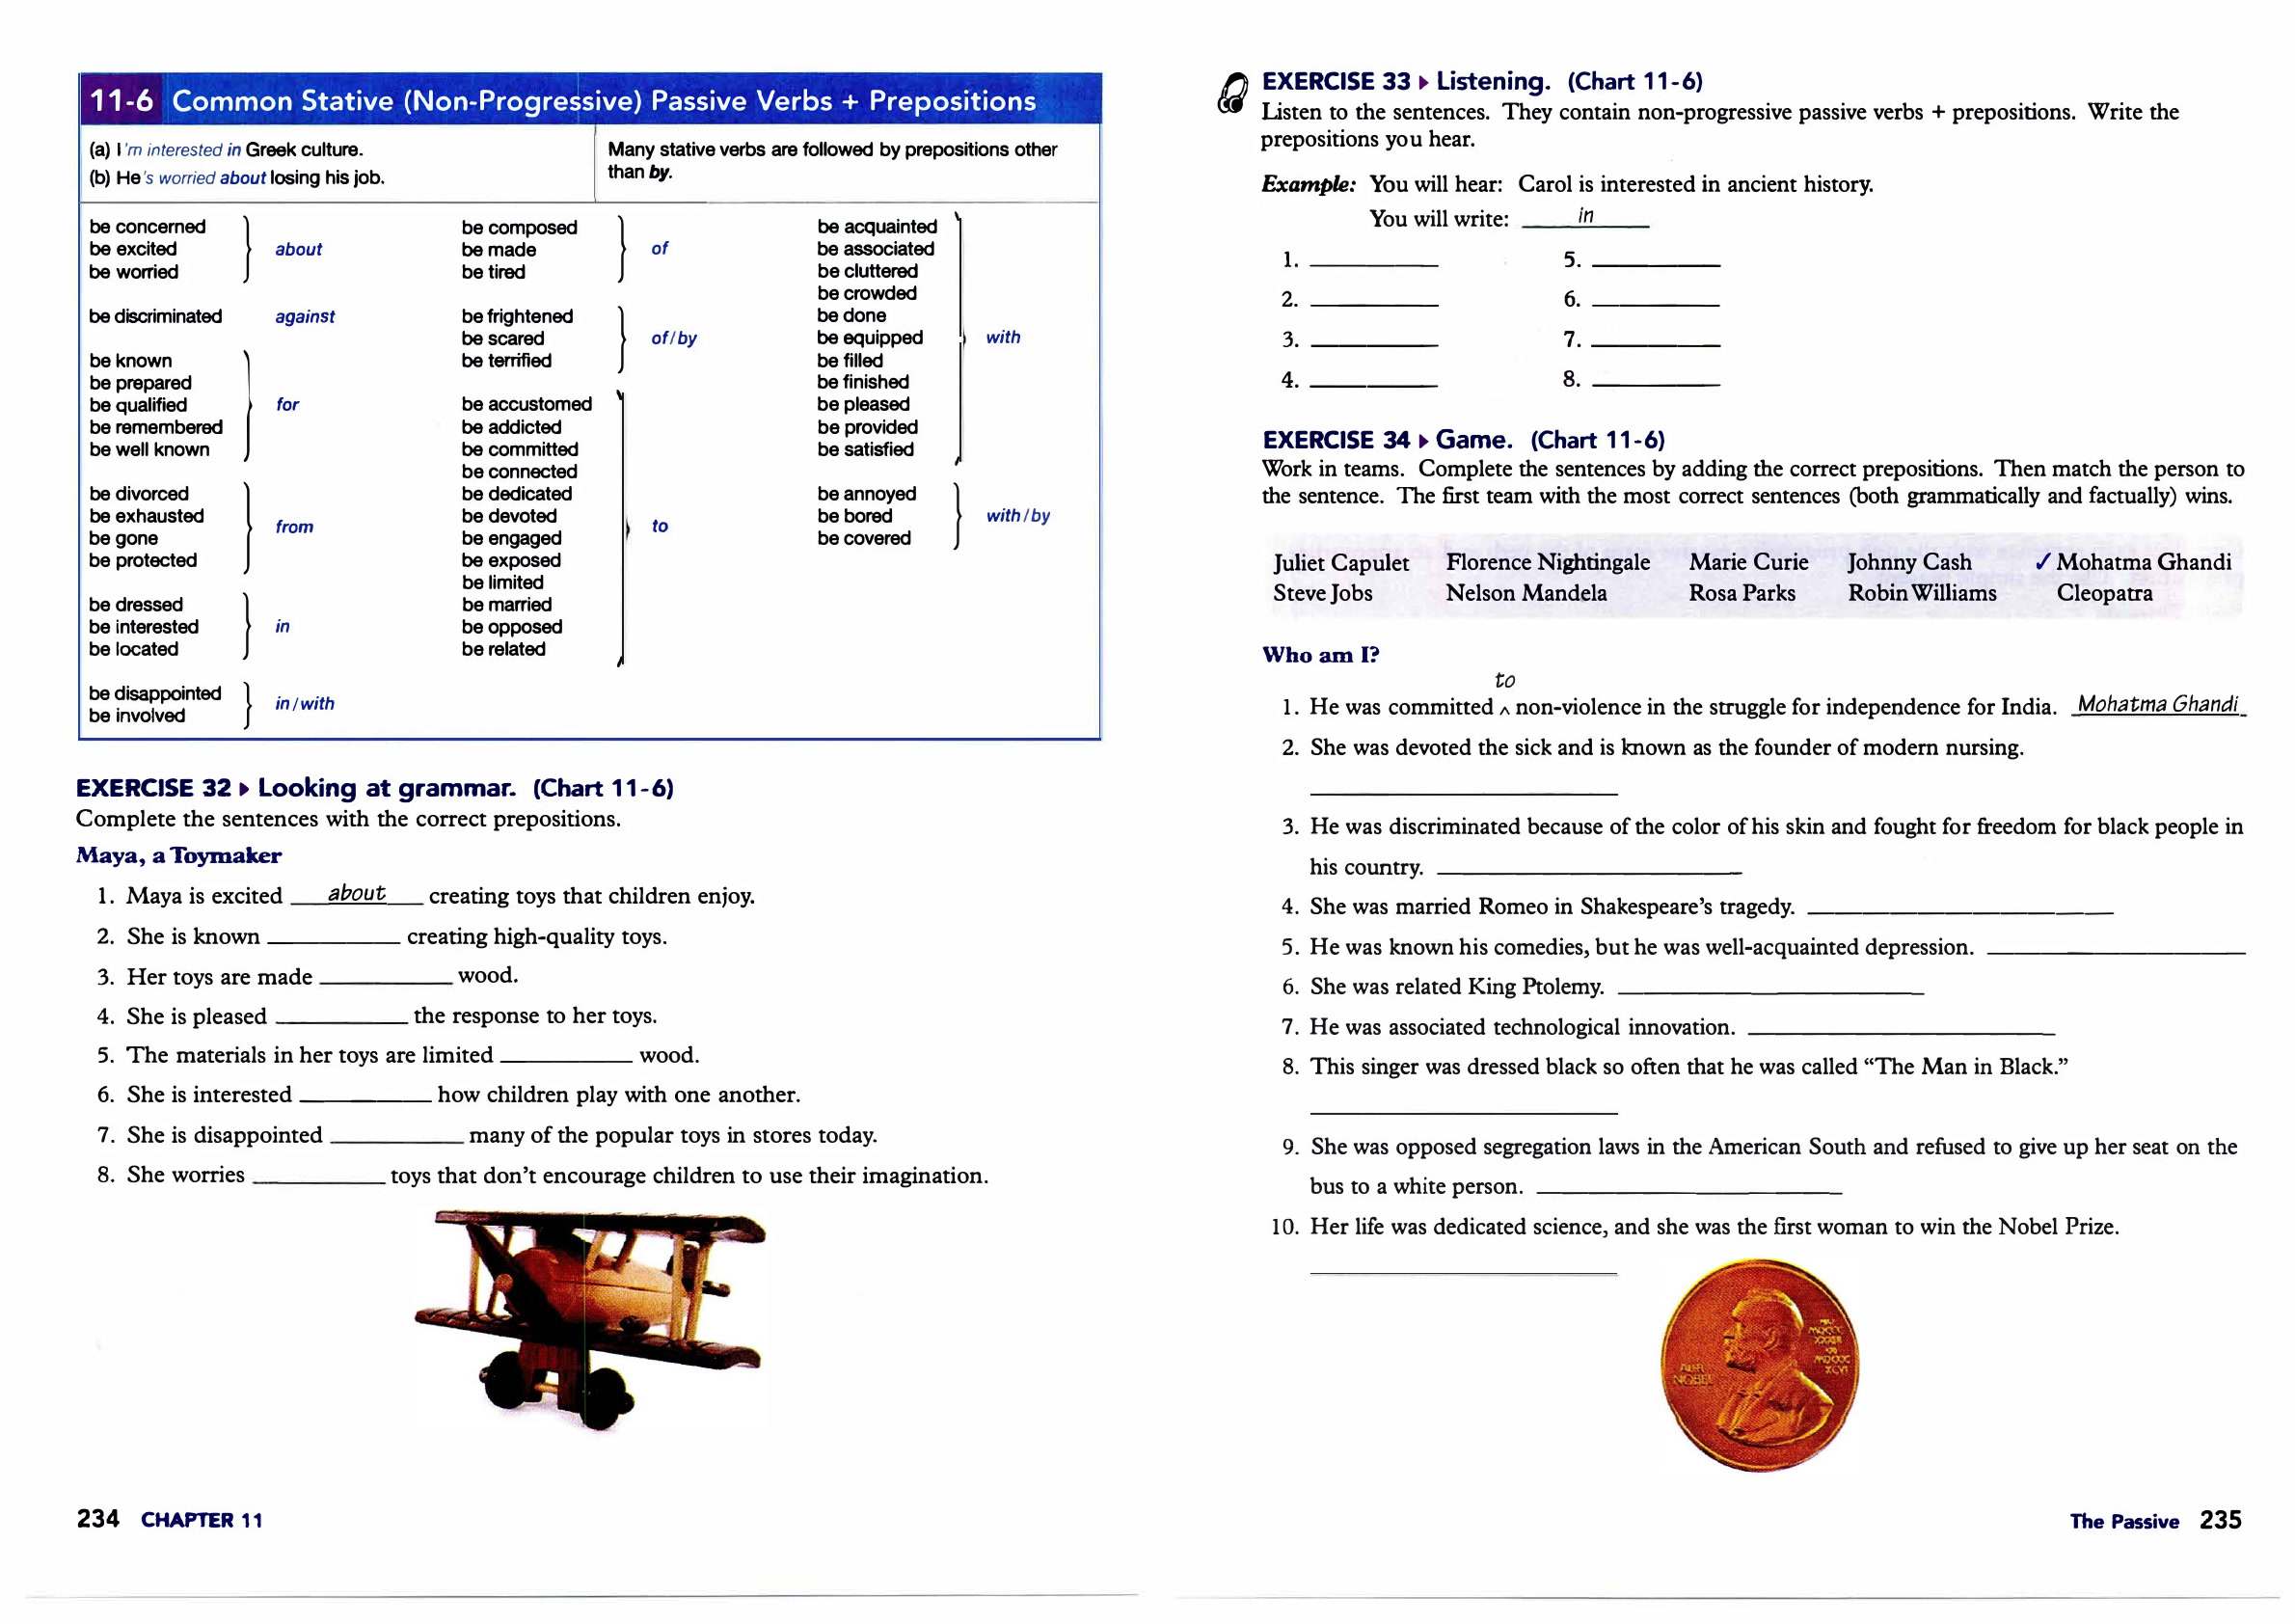 11-6 Common Stative (Non-Progressive) Passive Verbs + Prepositions
(a) I'm interested in Greek culture.
(b) He's worried about losing his job.
Many stative verbs are followed by prepositions other
than by.
be concerned
be excited
be worried
about
be discriminated against
be known
be prepared
be qualified
be remembered
be well known
for
be divorced
be exhausted
be gone
be protected
from
be dressed
be interested
be located
in
be disappointed
be involved
in/with
be composed
be made
be tired
of
be frightened
be scared
be terrified
of/by
be accustomed
be addicted
be committed
be connected
be dedicated
be devoted
be engaged
be exposed
be limited
be married
be opposed
be related
to
be acquainted
be associated
be cluttered
be crowded
be done
be equipped
be filled
be finished
be pleased
be provided
be satisfied
with
be annoyed
be bored
be covered
with/by
EXERCISE 32 ▸ Looking at grammar. (Chart 11-6)
Complete the sentences with the correct prepositions.
Maya, a Toymaker
1. Maya is excited about creating toys that children enjoy.
2. She is known ________ creating high-quality toys.
3. Her toys are made ________ wood.
4. She is pleased ________ the response to her toys.
5. The materials in her toys are limited ________ wood.
6. She is interested ________ how children play with one another.
7. She is disappointed ________ many of the popular toys in stores today.
8. She worries ________ toys that don't encourage children to use their imagination.
234 CHAPTER 11
EXERCISE 33 ▸ Listening. (Chart 11-6)
Listen to the sentences. They contain non-progressive passive verbs + prepositions. Write the
prepositions you hear.
Example: You will hear: Carol is interested in ancient history.
You will write: in
1. ________ 5. ________
2. ________ 6. ________
3. ________ 7. ________
4. ________ 8. ________
EXERCISE 34 ▸ Game. (Chart 11-6)
Work in teams. Complete the sentences by adding the correct prepositions. Then match the person to
the sentence. The first team with the most correct sentences (both grammatically and factually) wins.
Juliet Capulet Florence Nightingale Marie Curie Johnny Cash ✓ Mohatma Ghandi
Steve Jobs Nelson Mandela Rosa Parks Robin Williams Cleopatra
Who am I?
to
1. He was committed ^ non-violence in the struggle for independence for India. Mohatma Ghandi
2. She was devoted the sick and is known as the founder of modern nursing.
________
3. He was discriminated because of the color of his skin and fought for freedom for black people in
his country. ________
4. She was married Romeo in Shakespeare's tragedy. ________
5. He was known his comedies, but he was well-acquainted depression. ________
6. She was related King Ptolemy. ________
7. He was associated technological innovation. ________
8. This singer was dressed black so often that he was called “The Man in Black.”
________
9. She was opposed segregation laws in the American South and refused to give up her seat on the
bus to a white person. ________
10. Her life was dedicated science, and she was the first woman to win the Nobel Prize.
________
NOBEL
The Passive 235